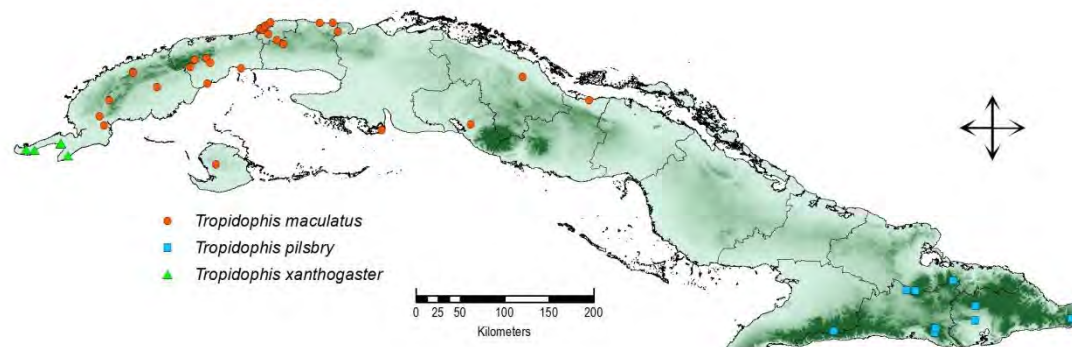 Tropidophis maculatus
Tropidophis pilsbry
Tropidophis xanthogaster
0 25 50 100 150 200
Kilometers